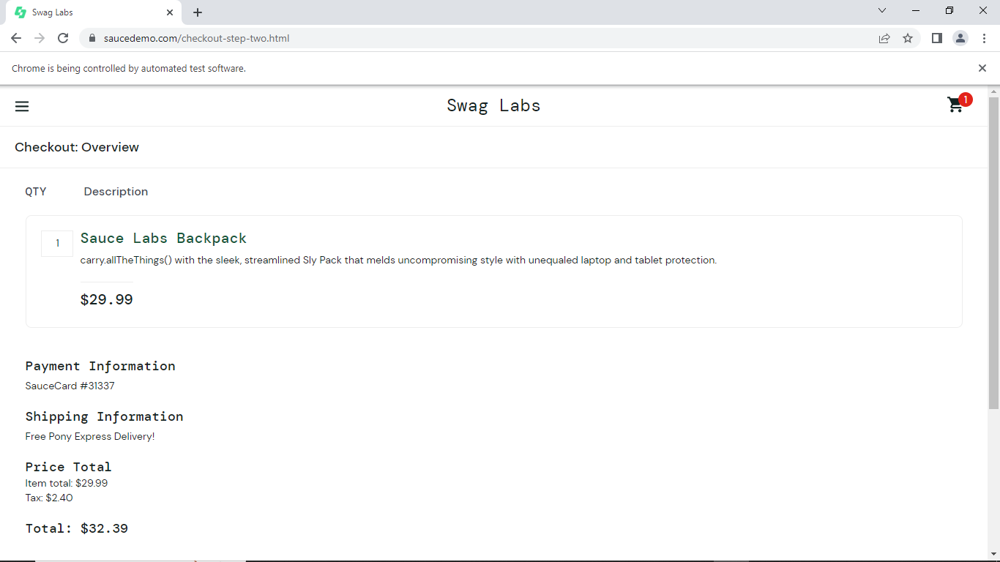 Swag Labs
saucedemo.com/checkout-step-two.html
Chrome is being controlled by automated test software.
Swag Labs
1
Checkout: Overview
QTY Description
1 Sauce Labs Backpack
carry.allTheThings() with the sleek, streamlined Sly Pack that melds uncompromising style with unequaled laptop and tablet protection.
$29.99
Payment Information
SauceCard #31337
Shipping Information
Free Pony Express Delivery!
Price Total
Item total: $29.99
Tax: $2.40
Total: $32.39